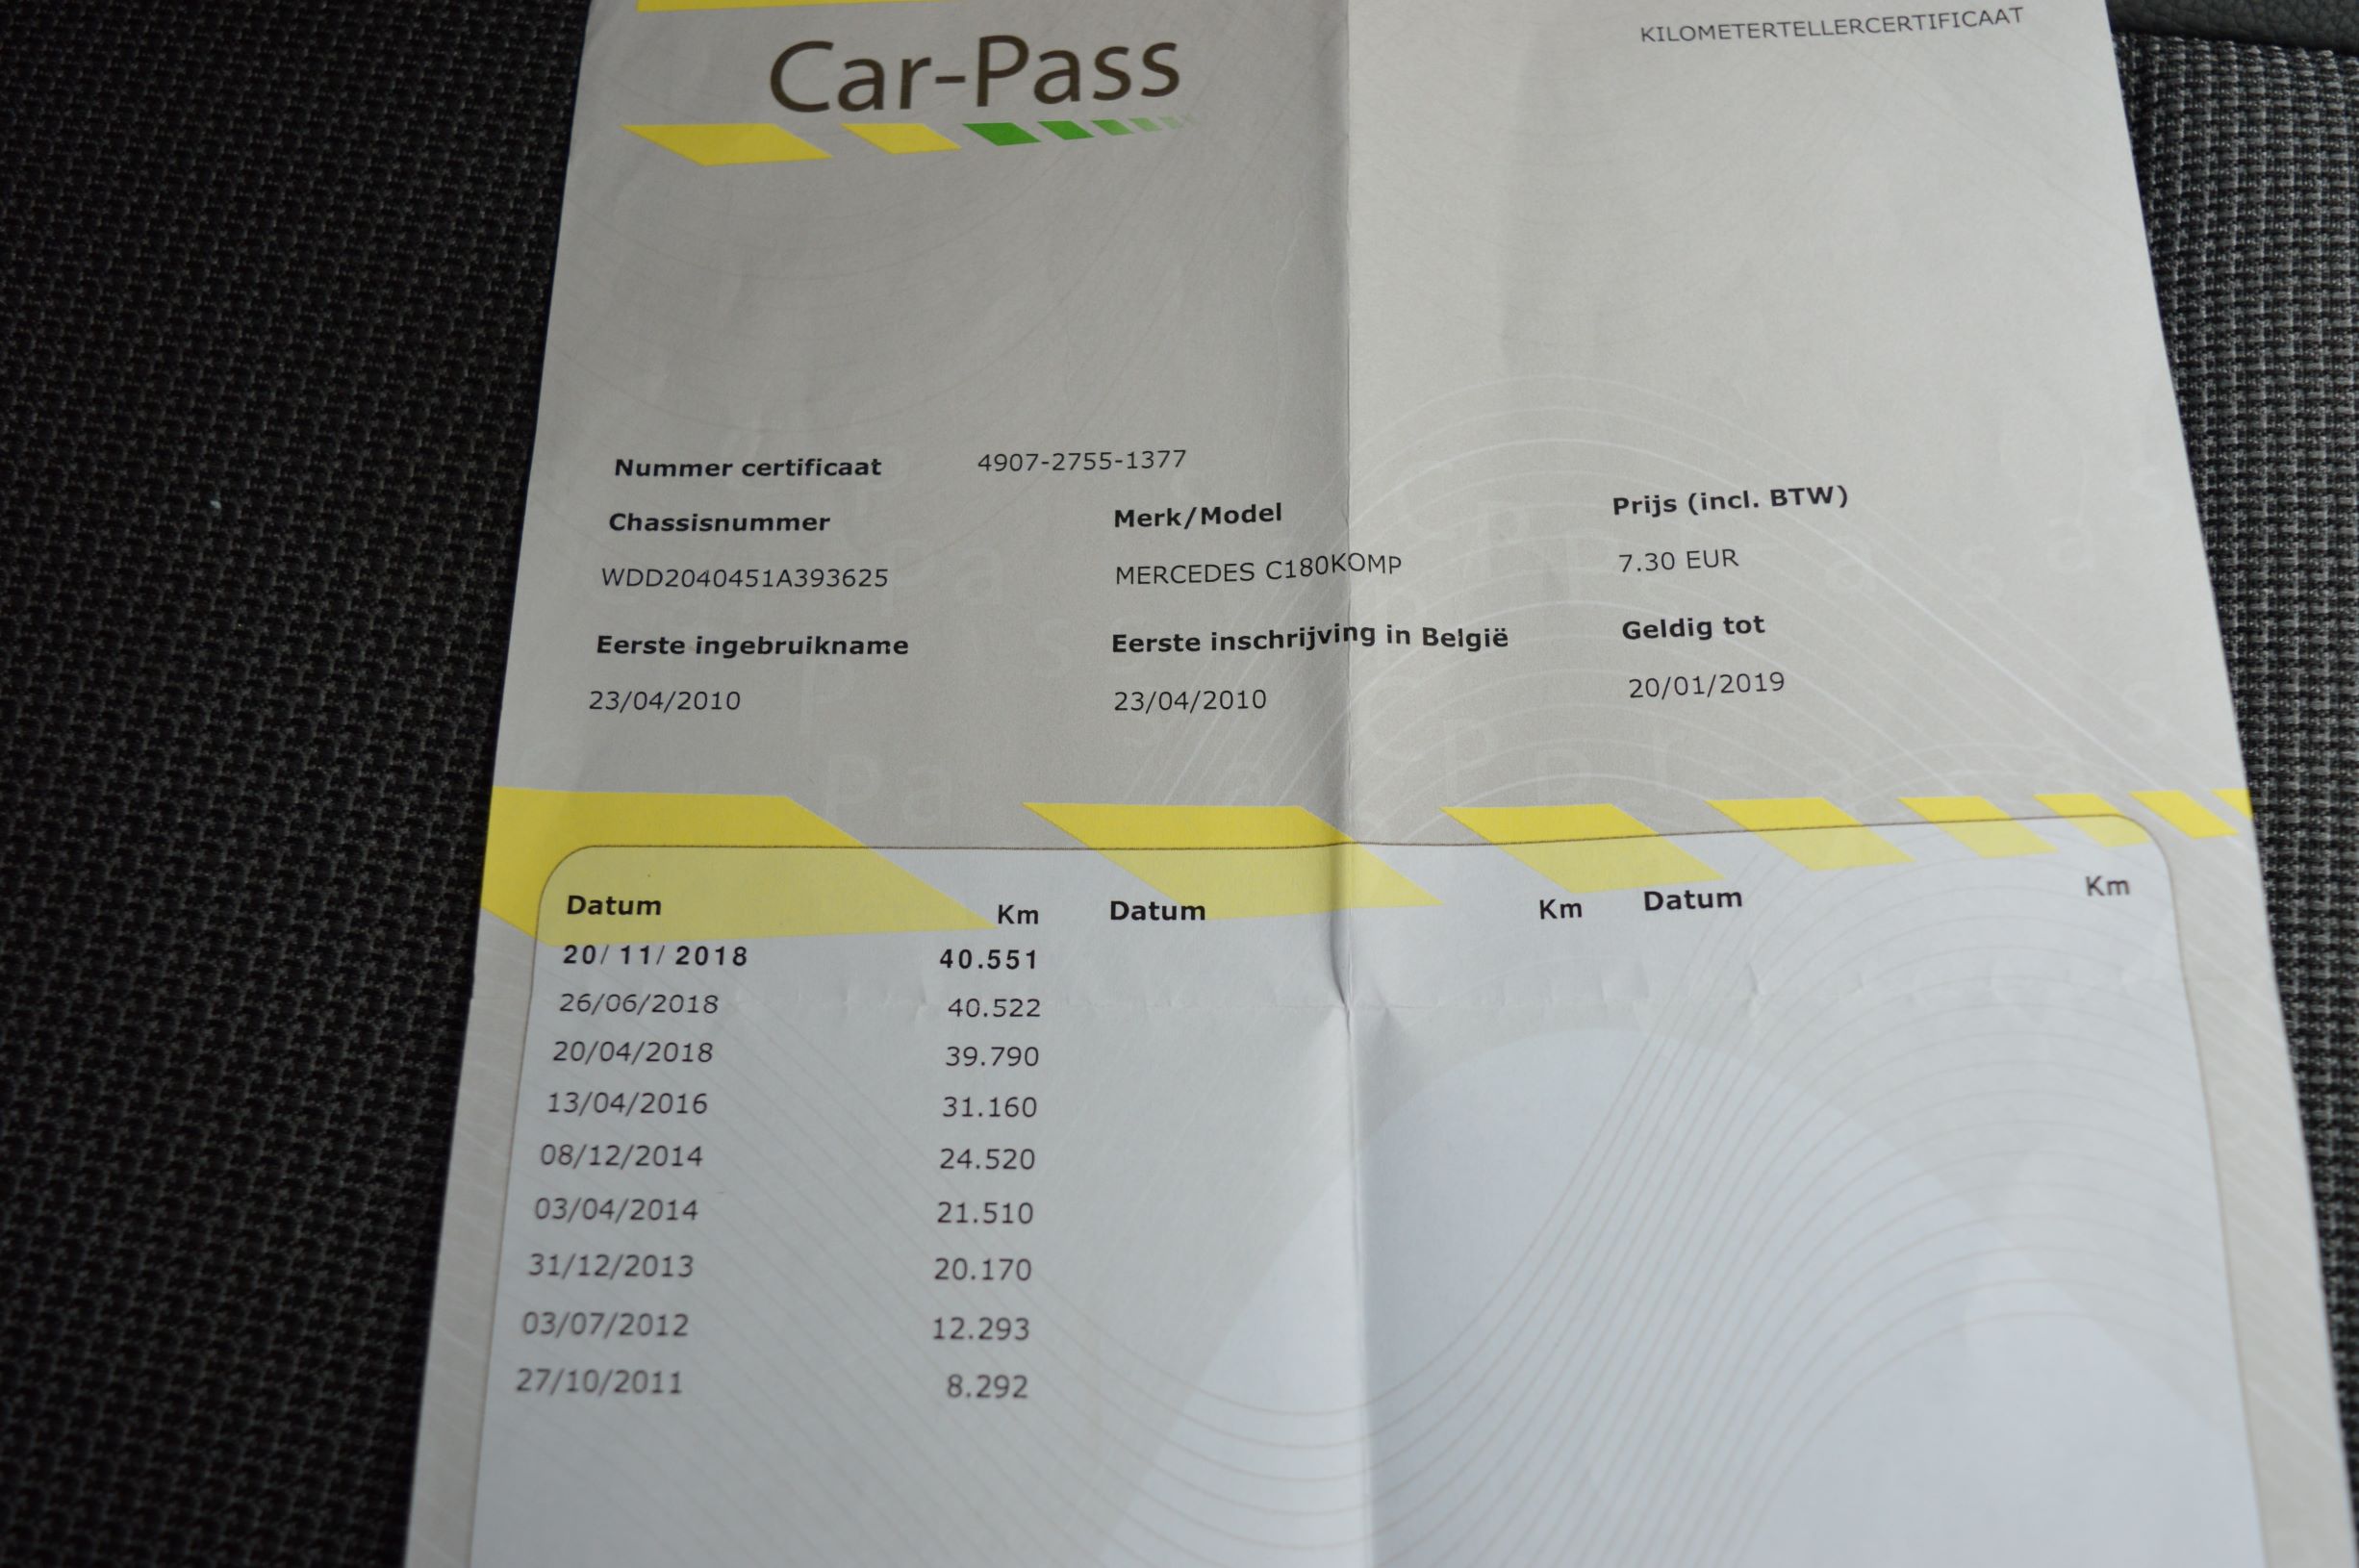 Car-Pass
KILOMETERTELLERCERTIFICAAT
Nummer certificaat 4907-2755-1377
Chassisnummer Merk/Model Prijs (incl. BTW)
WDD2040451A393625 MERCEDES C180KOMP 7.30 EUR
Eerste ingebruikname Eerste inschrijving in België Geldig tot
23/04/2010 23/04/2010 20/01/2019
Datum Km Datum Km Datum Km
20/11/2018 40.551
26/06/2018 40.522
20/04/2018 39.790
13/04/2016 31.160
08/12/2014 24.520
03/04/2014 21.510
31/12/2013 20.170
03/07/2012 12.293
27/10/2011 8.292